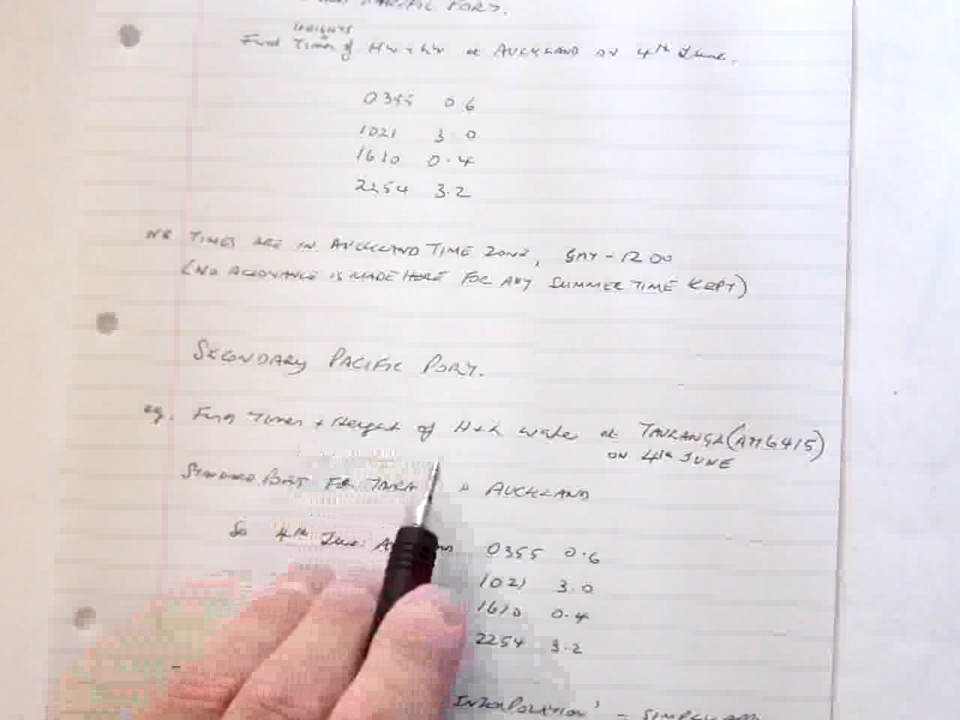 PACIFIC PORT.
HEIGHTS
Find Times of HW + LW at AUCKLAND on 4th June.
0355 0.6
1021 3.0
1610 0.4
2254 3.2
NB TIMES ARE IN AUCKLAND TIME ZONE, GMT - 12 00
(NO ALLOWANCE IS MADE HERE FOR ANY SUMMER TIME KEPT)
SECONDARY PACIFIC PORT.
eg. Find Times + Height of H + L Water at TAURANGA (AM6415)
ON 4th JUNE
STANDARD PORT FOR AUCKLAND
So 4th June: 0355 0.6
1021 3.0
1610 0.4
2254 3.2
INTERPOLATION' =